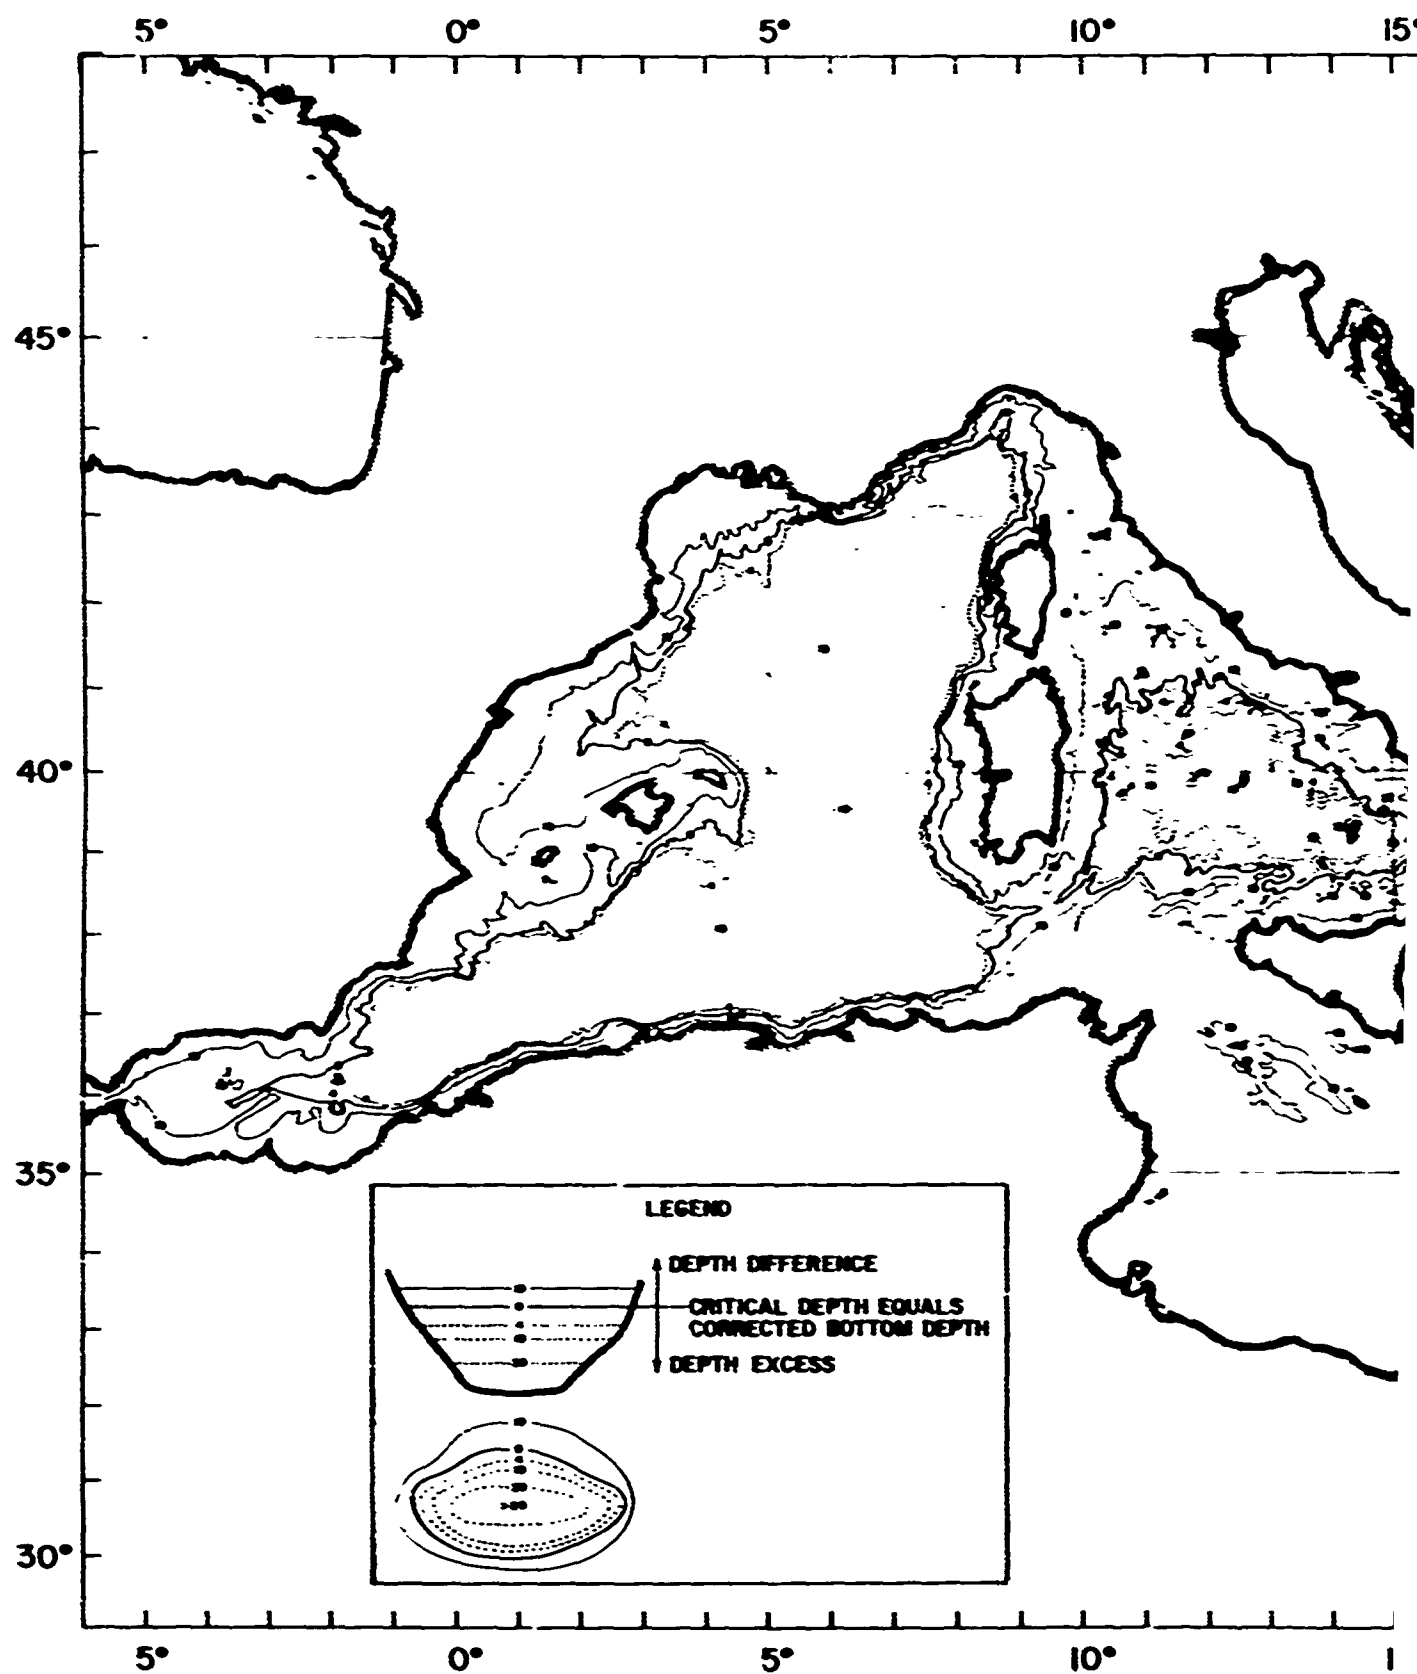 5° 0° 5° 10° 15°
45°
40°
35°
30°
LEGEND
DEPTH DIFFERENCE
CRITICAL DEPTH EQUALS
CORRECTED BOTTOM DEPTH
DEPTH EXCESS
5° 0° 5° 10° 1